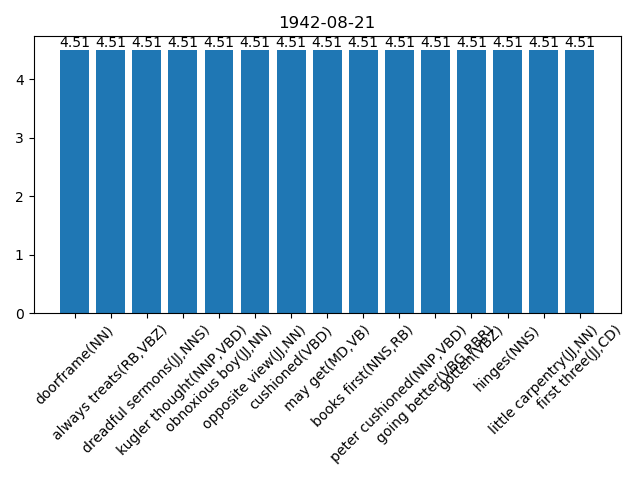 1942-08-21
4.51 4.51 4.51 4.51 4.51 4.51 4.51 4.51 4.51 4.51 4.51 4.51 4.51 4.51 4.51
4
3
2
1
0
doorframe(NN)
always treats(RB,VBZ)
dreadful sermons(JJ,NNS)
kugler thought(NNP,VBD)
obnoxious boy(JJ,NN)
opposite view(JJ,NN)
cushioned(VBD)
may get(MD,VB)
books first(NNS,RB)
peter cushioned(NNP,VBD)
going better(VBG,RBR)
gotten(VBZ)
hinges(NNS)
little carpentry(JJ,NN)
first three(JJ,CD)